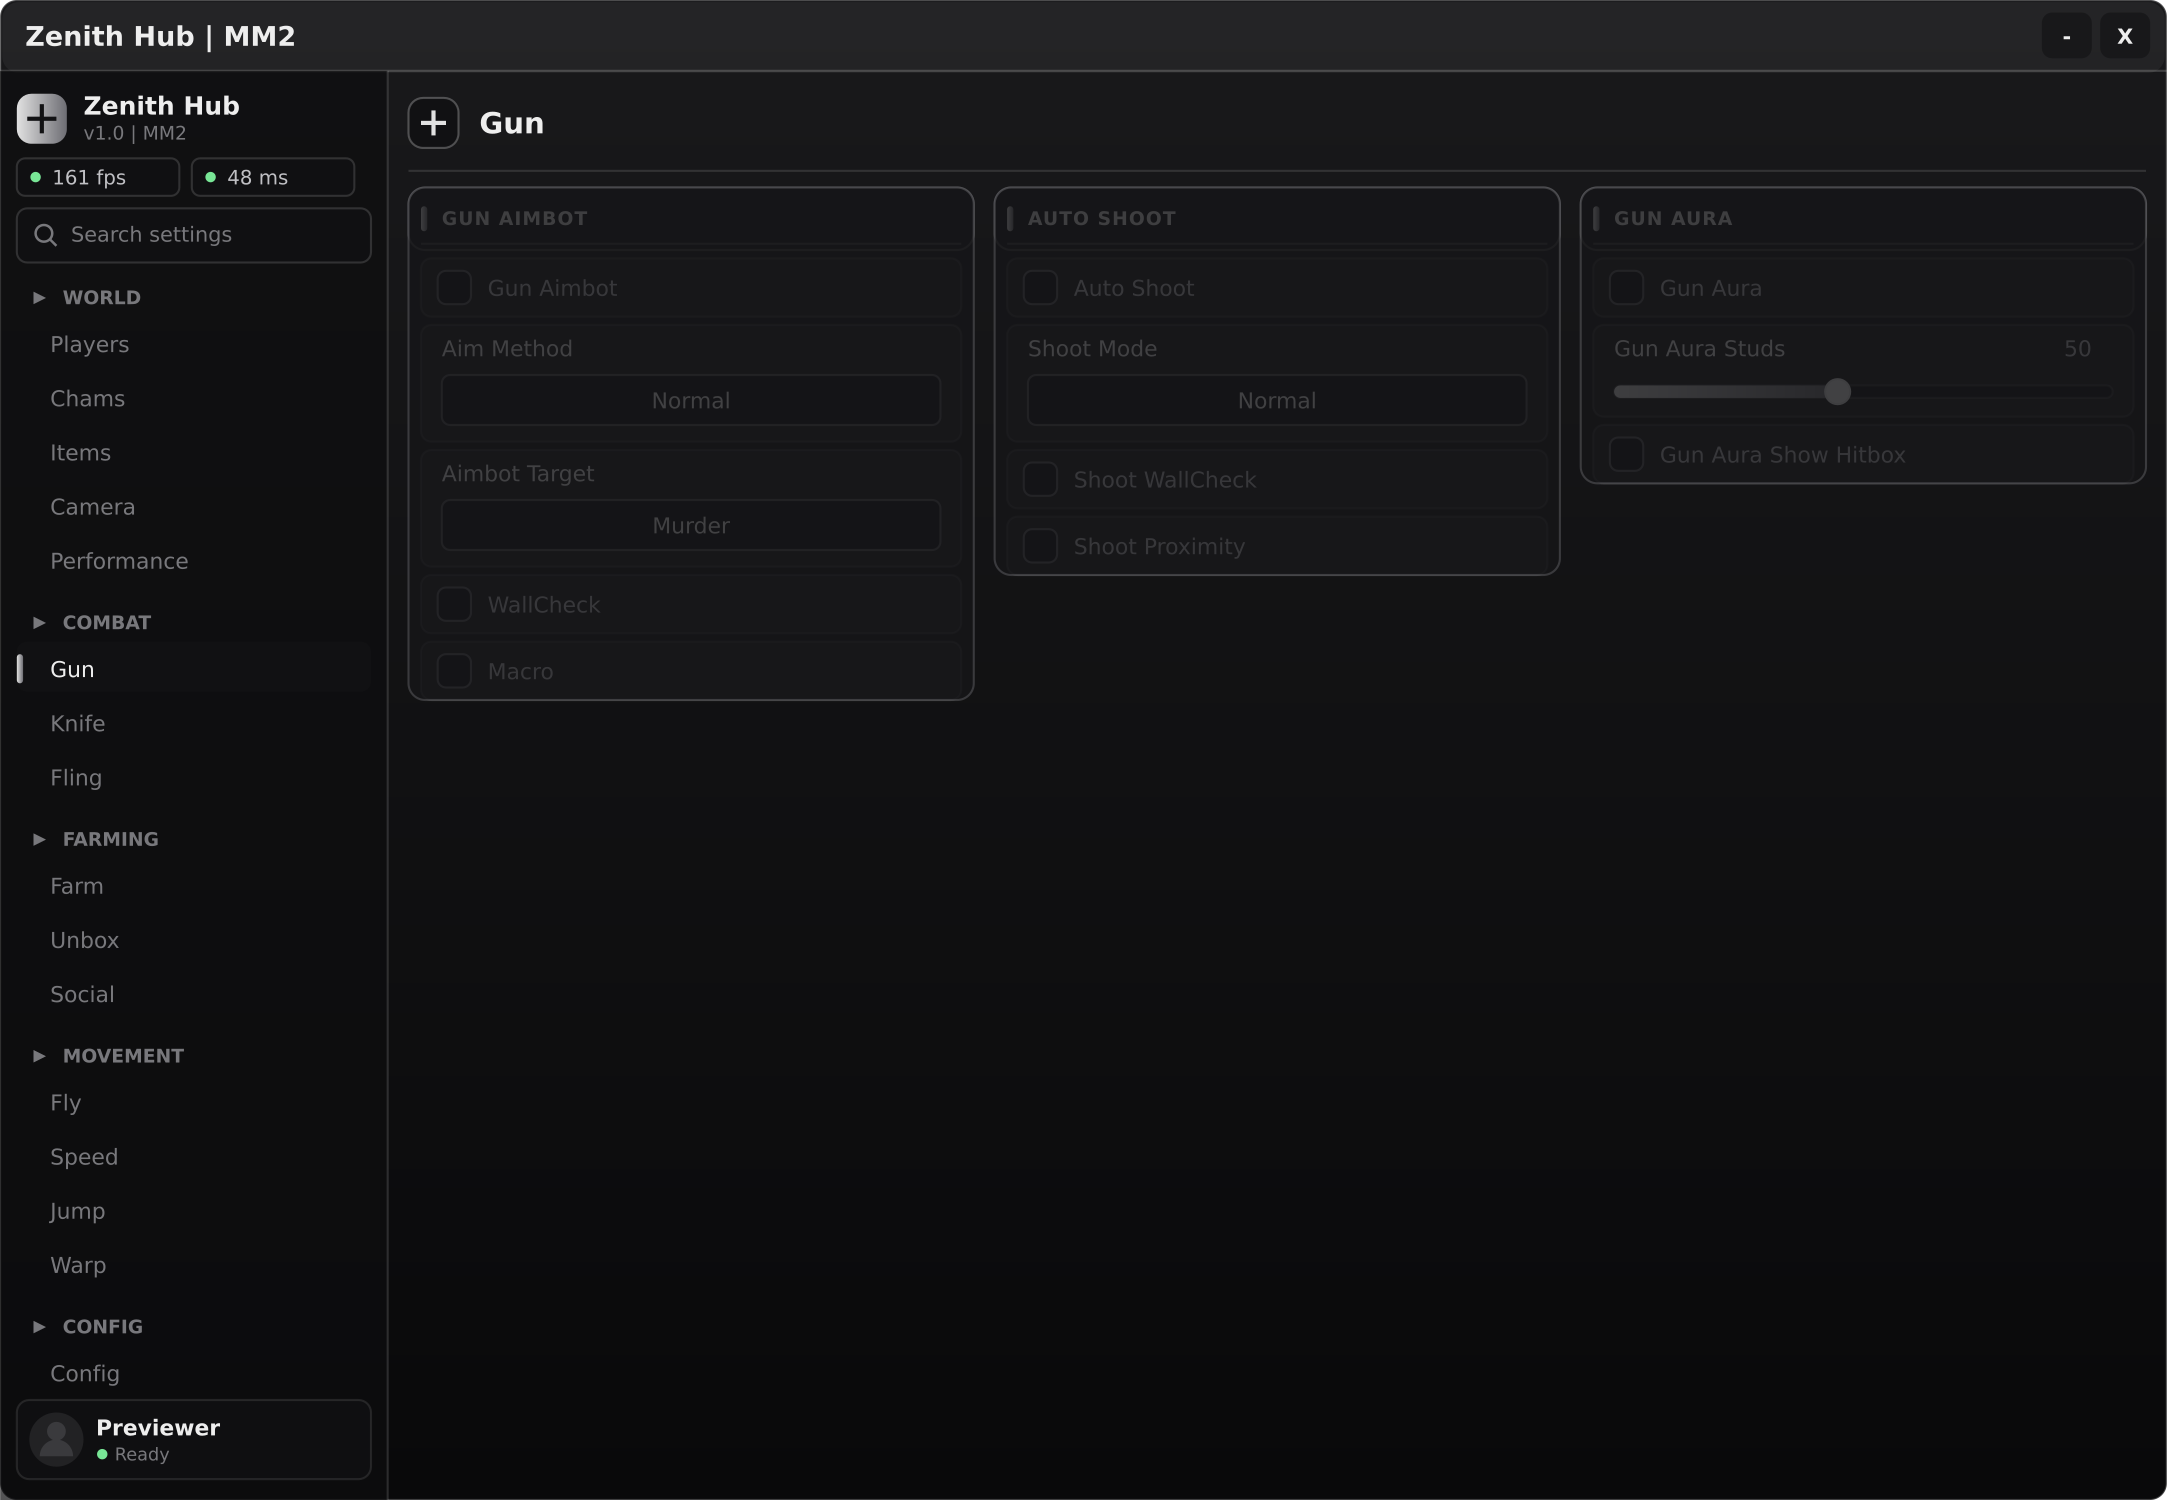 Zenith Hub | MM2
- X
Zenith Hub
v1.0 | MM2
161 fps
48 ms
Search settings
WORLD
Players
Chams
Items
Camera
Performance
COMBAT
Gun
Knife
Fling
FARMING
Farm
Unbox
Social
MOVEMENT
Fly
Speed
Jump
Warp
CONFIG
Config
Previewer
Ready
Gun
GUN AIMBOT
Gun Aimbot
Aim Method
Normal
Aimbot Target
Murder
WallCheck
Macro
AUTO SHOOT
Auto Shoot
Shoot Mode
Normal
Shoot WallCheck
Shoot Proximity
GUN AURA
Gun Aura
Gun Aura Studs 50
Gun Aura Show Hitbox